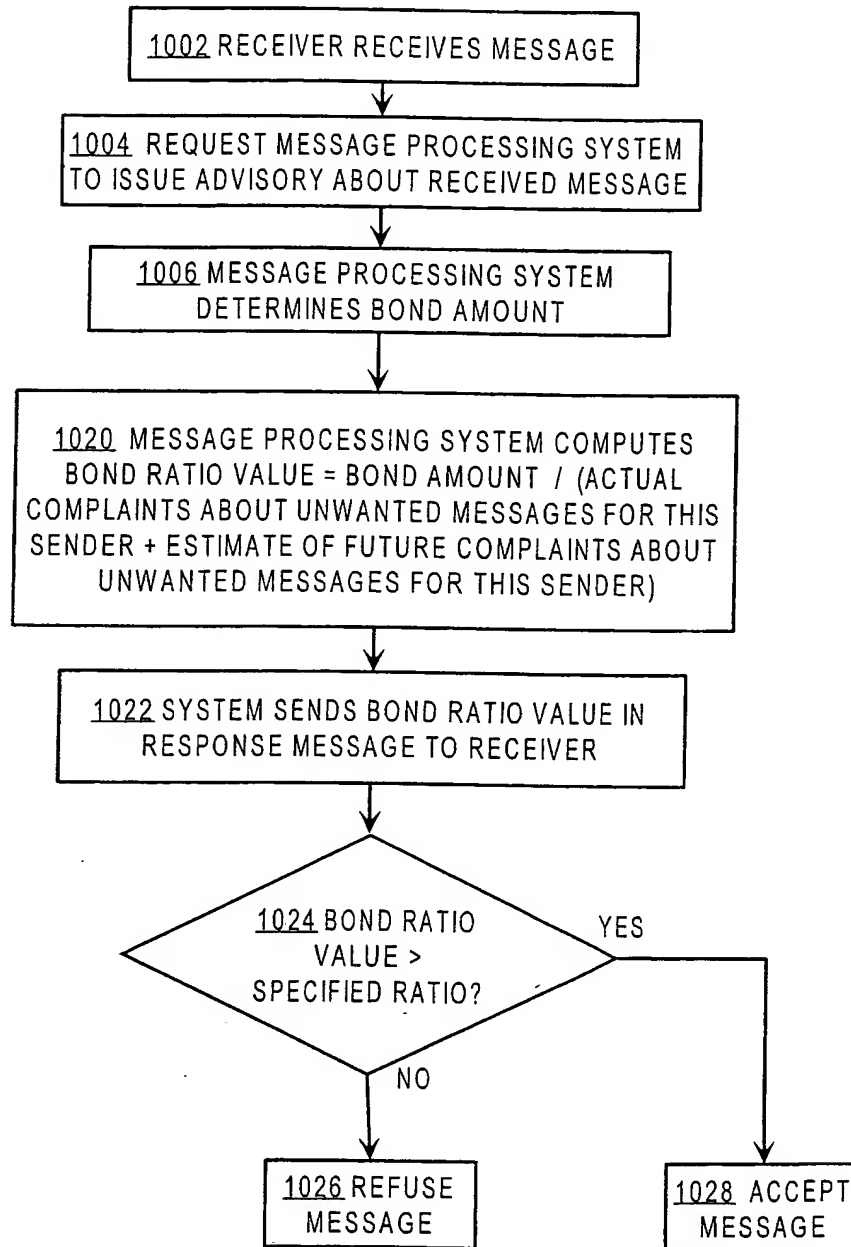 1002 RECEIVER RECEIVES MESSAGE
1004 REQUEST MESSAGE PROCESSING SYSTEM
TO ISSUE ADVISORY ABOUT RECEIVED MESSAGE
1006 MESSAGE PROCESSING SYSTEM
DETERMINES BOND AMOUNT
1020 MESSAGE PROCESSING SYSTEM COMPUTES
BOND RATIO VALUE = BOND AMOUNT / (ACTUAL
COMPLAINTS ABOUT UNWANTED MESSAGES FOR THIS
SENDER + ESTIMATE OF FUTURE COMPLAINTS ABOUT
UNWANTED MESSAGES FOR THIS SENDER)
1022 SYSTEM SENDS BOND RATIO VALUE IN
RESPONSE MESSAGE TO RECEIVER
1024 BOND RATIO
VALUE >
SPECIFIED RATIO?
YES
NO
1026 REFUSE
MESSAGE
1028 ACCEPT
MESSAGE